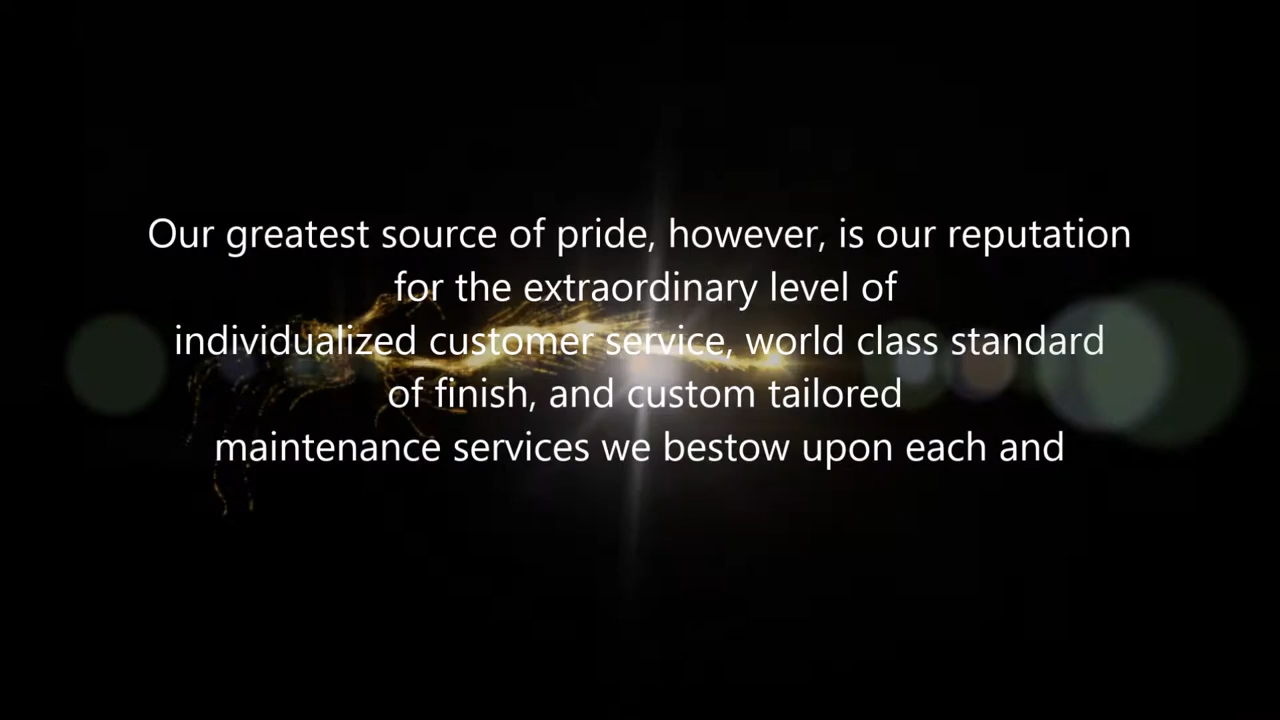 Our greatest source of pride, however, is our reputation
for the extraordinary level of
individualized customer service, world class standard
of finish, and custom tailored
maintenance services we bestow upon each and